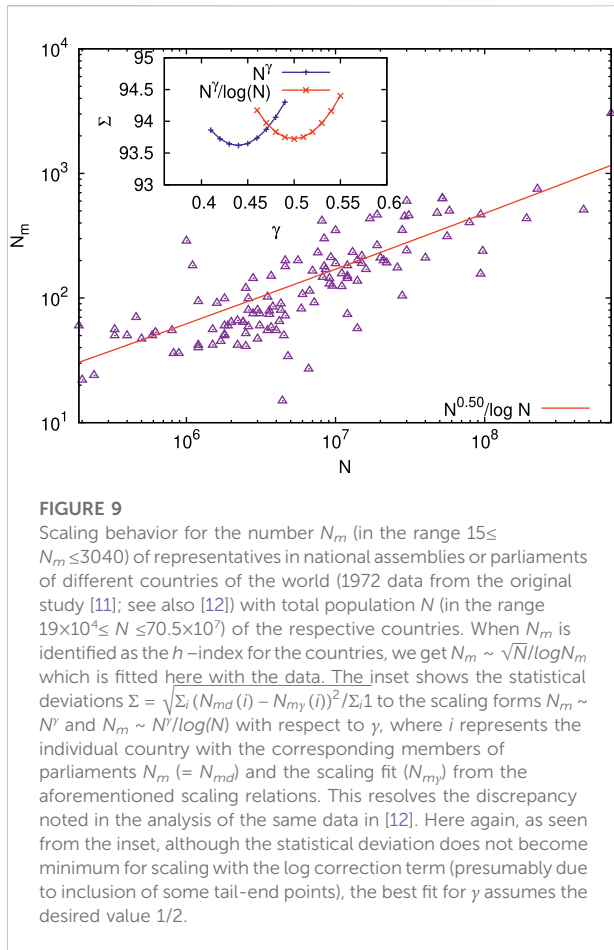 10^4
10^3
10^2
10^1
N_m
10^6
10^7
10^8
N
N^0.50/log N
95
94.5
94
93.5
93
Σ
0.4
0.45
0.5
0.55
0.6
γ
N^γ
N^γ/log(N)
FIGURE 9
Scaling behavior for the number N_m (in the range 15≤
N_m ≤3040) of representatives in national assemblies or parliaments
of different countries of the world (1972 data from the original
study [11]; see also [12]) with total population N (in the range
19×10^4≤ N ≤70.5×10^7) of the respective countries. When N_m is
identified as the h –index for the countries, we get N_m ~ √N/logN_m
which is fitted here with the data. The inset shows the statistical
deviations Σ = √Σ_i (N_md (i) − N_mγ (i))^2/Σ_i 1 to the scaling forms N_m ~
N^γ and N_m ~ N^γ/log(N) with respect to γ, where i represents the
individual country with the corresponding members of
parliaments N_m (= N_md) and the scaling fit (N_mγ) from the
aforementioned scaling relations. This resolves the discrepancy
noted in the analysis of the same data in [12]. Here again, as seen
from the inset, although the statistical deviation does not become
minimum for scaling with the log correction term (presumably due
to inclusion of some tail-end points), the best fit for γ assumes the
desired value 1/2.